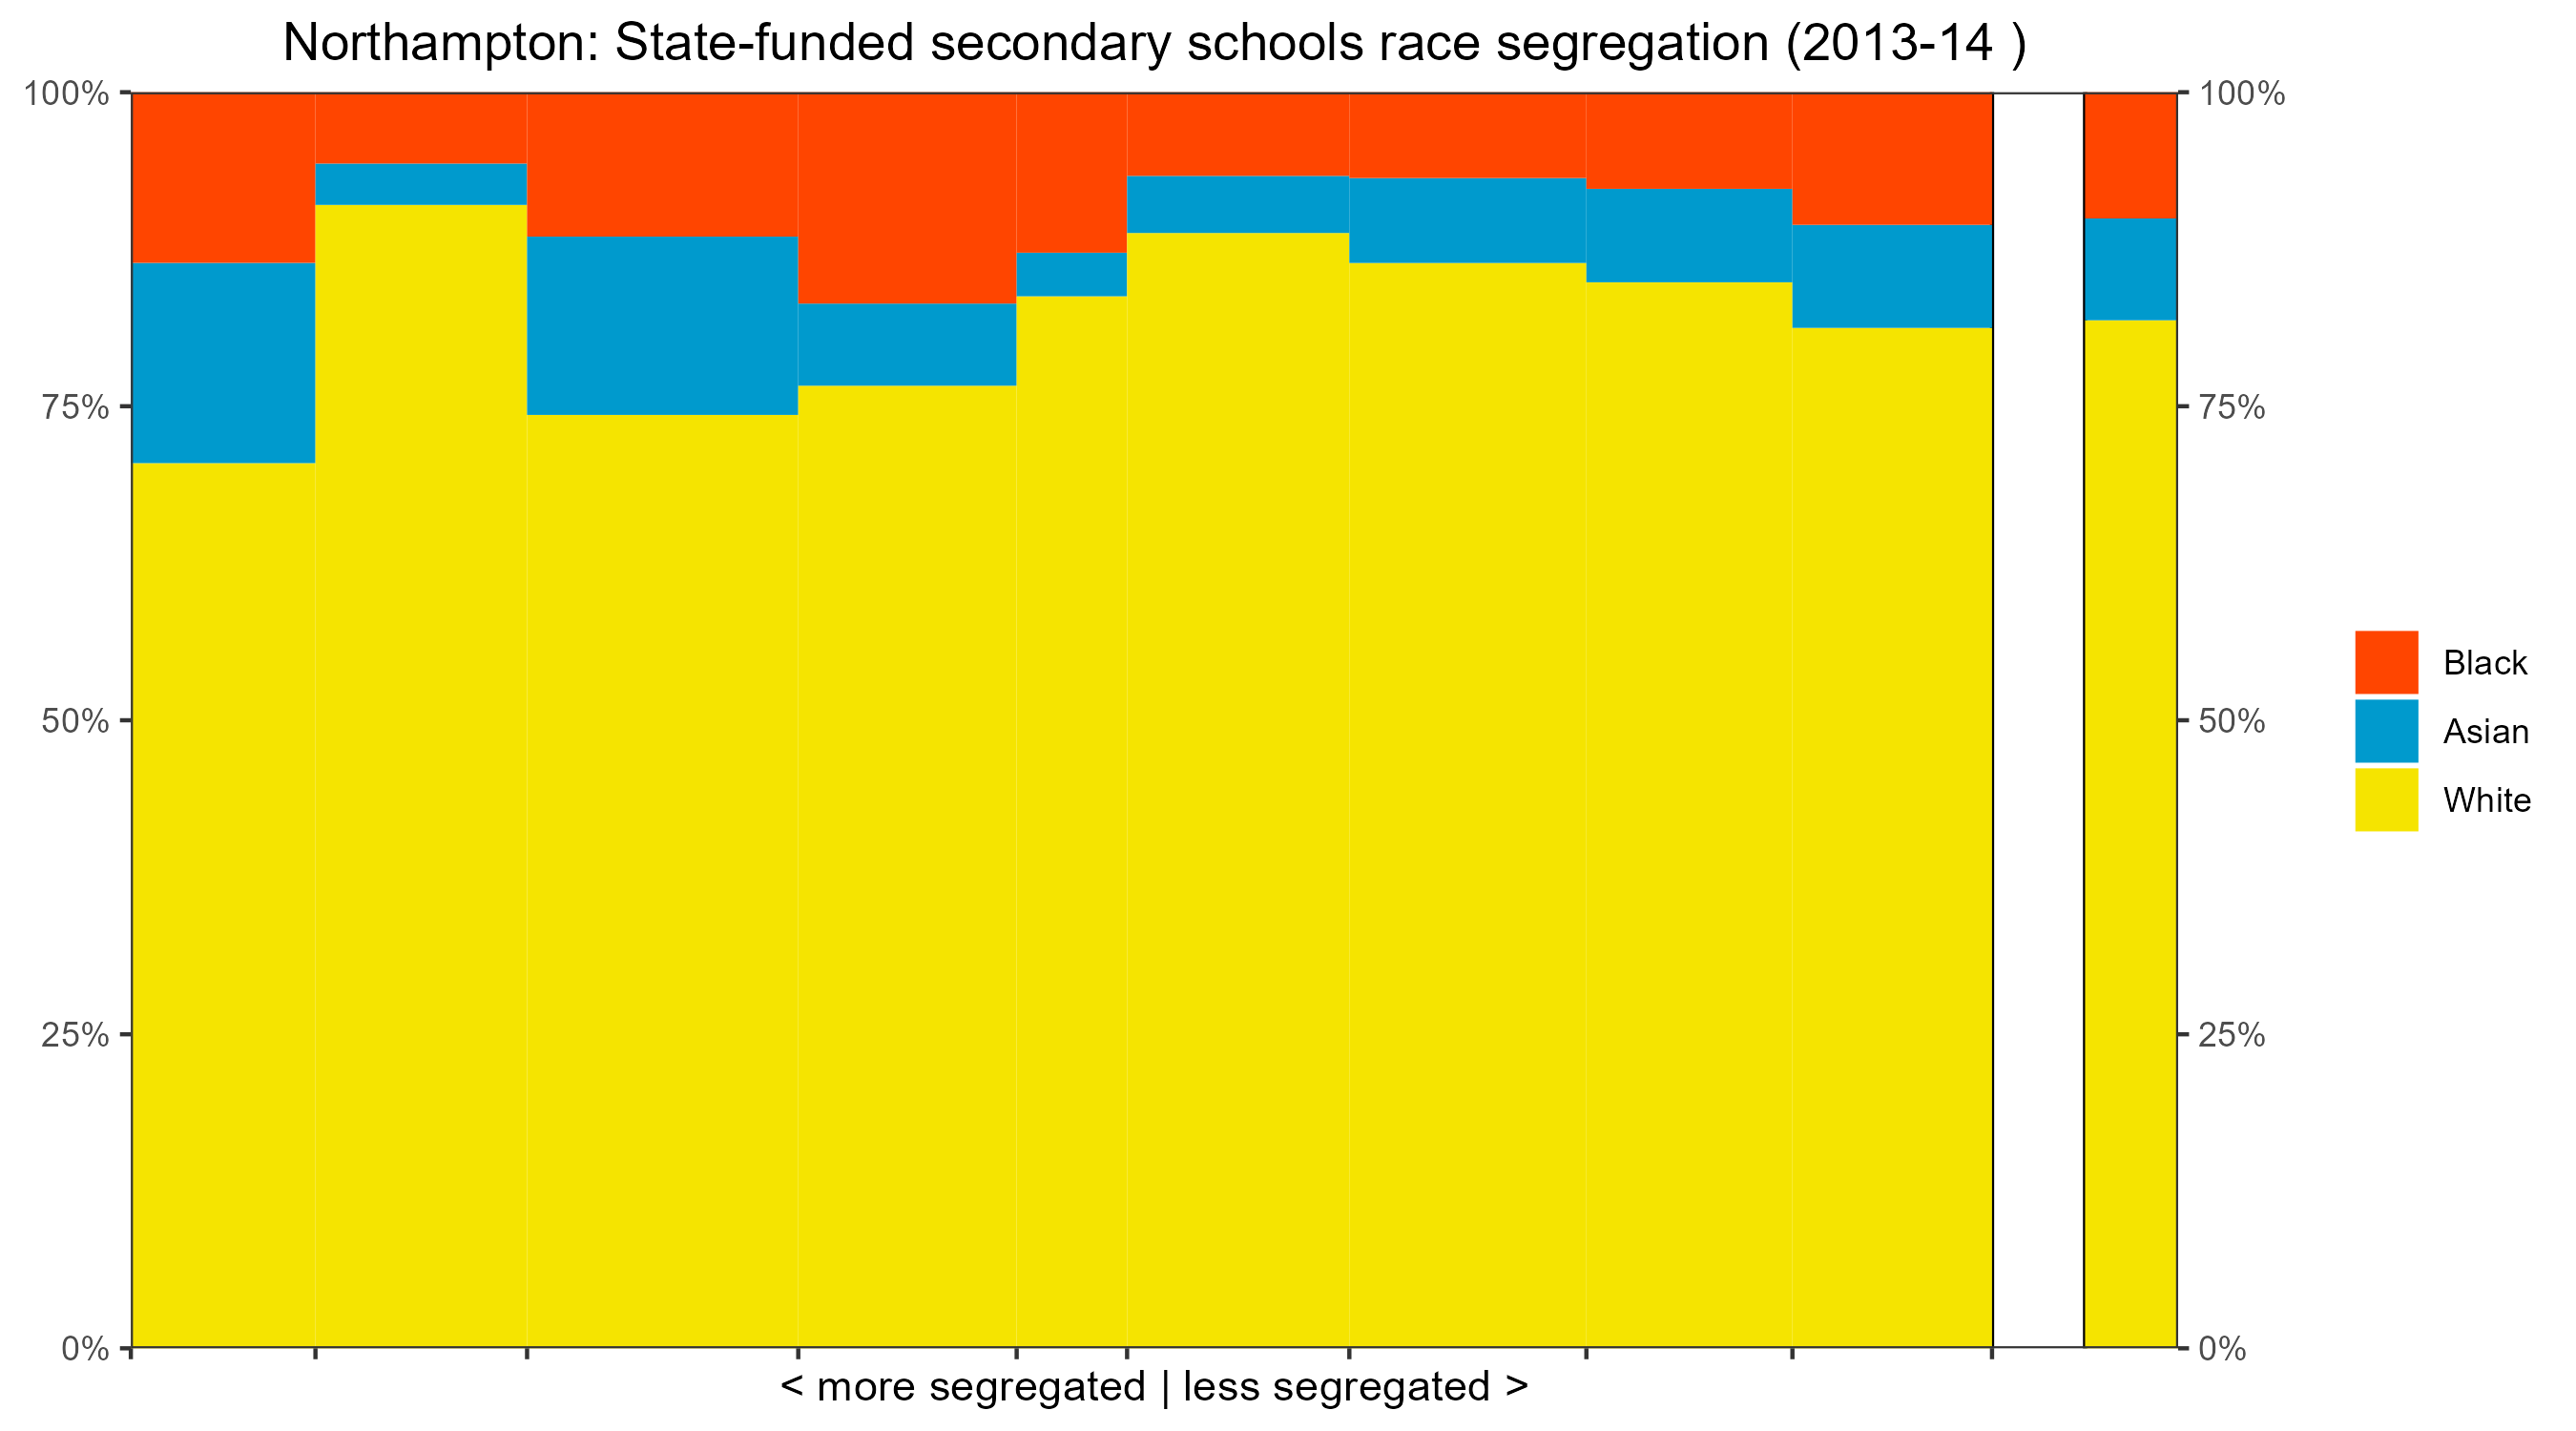 Northampton: State-funded secondary schools race segregation (2013-14 )
100%
75%
50%
25%
0%
100%
75%
50%
25%
0%
Black
Asian
White
< more segregated | less segregated >